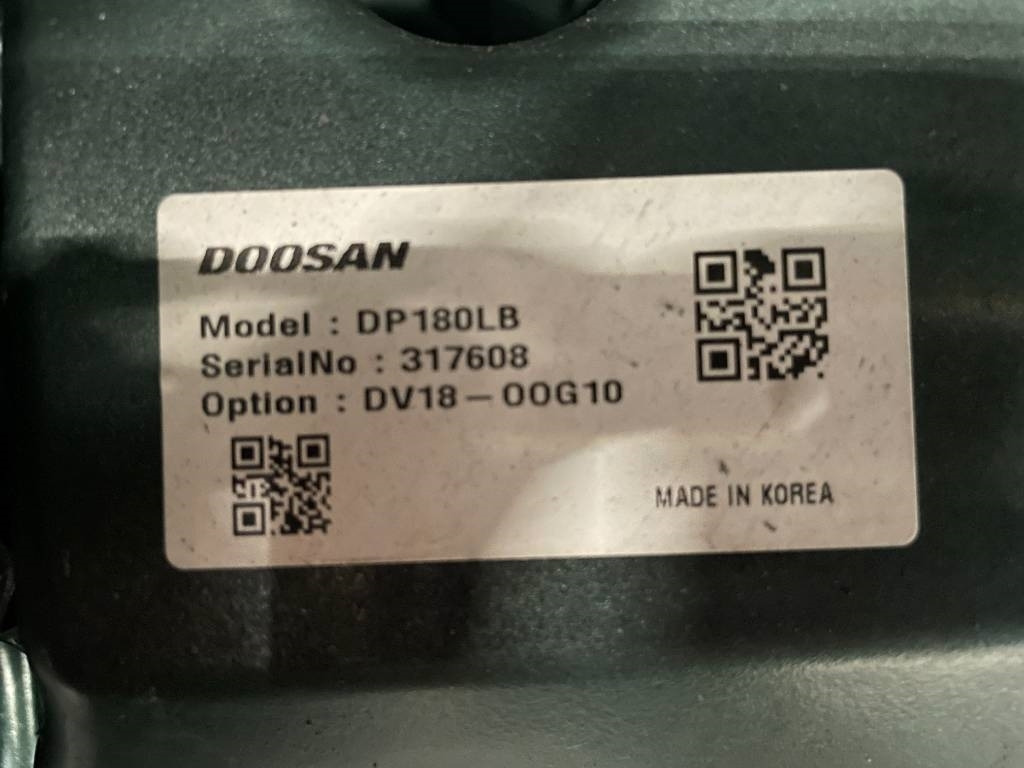 DOOSAN
Model : DP180LB
SerialNo : 317608
Option : DV18-00G10
MADE IN KOREA